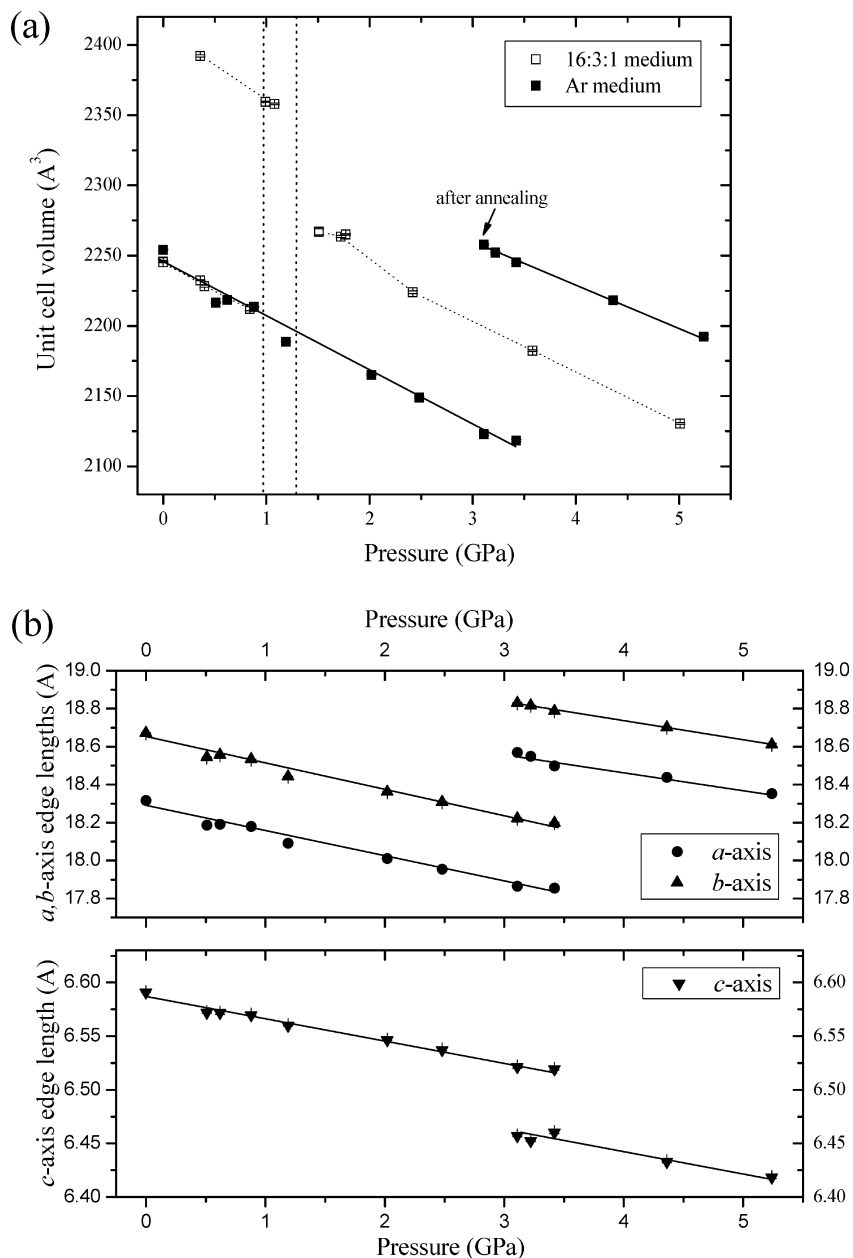 (a)
16:3:1 medium
Ar medium
after annealing
Unit cell volume (A³)
2400
2350
2300
2250
2200
2150
2100
0 1 2 3 4 5
Pressure (GPa)
(b)
Pressure (GPa)
0 1 2 3 4 5
a,b-axis edge lengths (A)
19.0 19.0
18.8 18.8
18.6 18.6
18.4 18.4
18.2 18.2
18.0 18.0
17.8 17.8
a-axis
b-axis
c-axis edge length (A)
c-axis
6.60 6.60
6.55 6.55
6.50 6.50
6.45 6.45
6.40 6.40
0 1 2 3 4 5
Pressure (GPa)